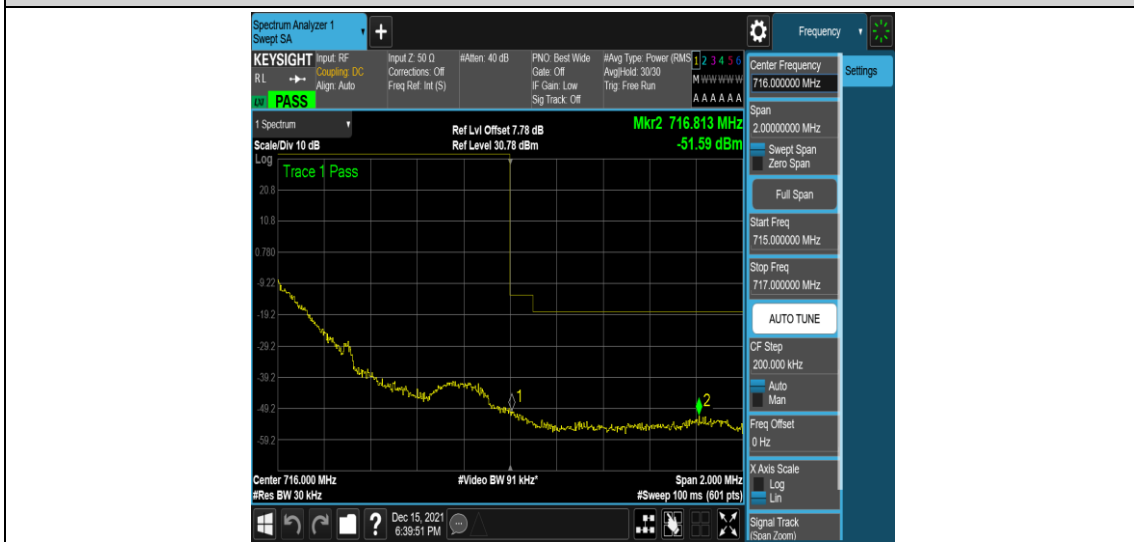 Spectrum Analyzer 1
Swept SA
Frequency
KEYSIGHT
RL
LXI
PASS
Input: RF
Coupling: DC
Align: Auto
Input Z: 50 Ω
Corrections: Off
Freq Ref: Int (S)
#Atten: 40 dB
PNO: Best Wide
Gate: Off
IF Gain: Low
Sig Track: Off
#Avg Type: Power (RMS
Avg|Hold: 30/30
Trig: Free Run
1 2 3 4 5 6
M W W W W W
A A A A A A
Center Frequency
716.000000 MHz
Settings
Span
2.00000000 MHz
Swept Span
Zero Span
Full Span
Start Freq
715.000000 MHz
Stop Freq
717.000000 MHz
AUTO TUNE
CF Step
200.000 kHz
Auto
Man
Freq Offset
0 Hz
X Axis Scale
Log
Lin
Signal Track
(Span Zoom)
1 Spectrum
Scale/Div 10 dB
Ref Lvl Offset 7.78 dB
Ref Level 30.78 dBm
Mkr2 716.813 MHz
-51.59 dBm
Log
Trace 1 Pass
20.8
10.8
0.780
-9.22
-19.2
-29.2
-39.2
-49.2
-59.2
1
2
Center 716.000 MHz
#Res BW 30 kHz
#Video BW 91 kHz*
Span 2.000 MHz
#Sweep 100 ms (601 pts)
?
Dec 15, 2021
6:39:51 PM